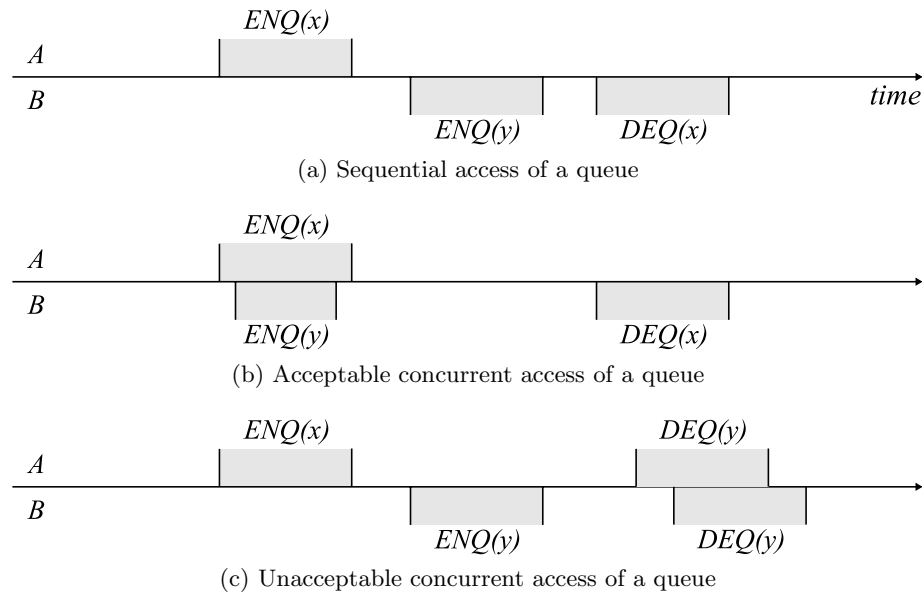 ENQ(x)
A
B
time
ENQ(y) DEQ(x)
(a) Sequential access of a queue
ENQ(x)
A
B
ENQ(y) DEQ(x)
(b) Acceptable concurrent access of a queue
ENQ(x) DEQ(y)
A
B
ENQ(y) DEQ(y)
(c) Unacceptable concurrent access of a queue